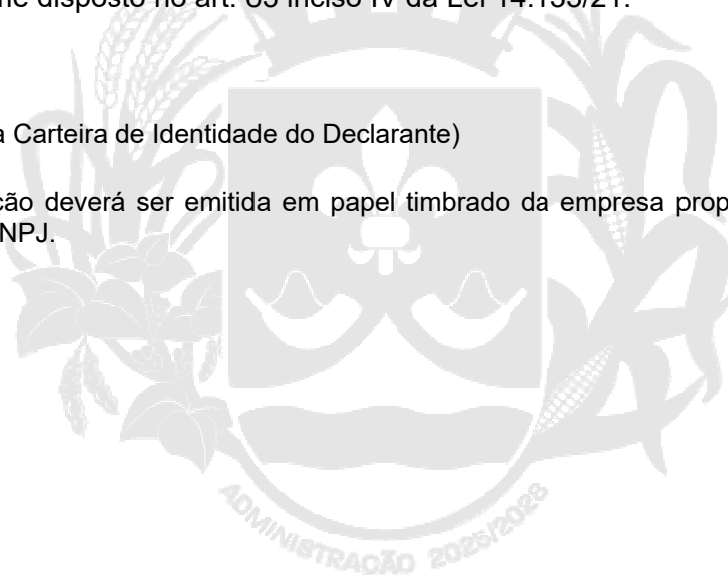 disposto no art. 63 inciso IV da Lei 14.133/21.
a Carteira de Identidade do Declarante)
ção deverá ser emitida em papel timbrado da empresa prop
NPJ.
ADMINISTRAÇÃO 2025/2028